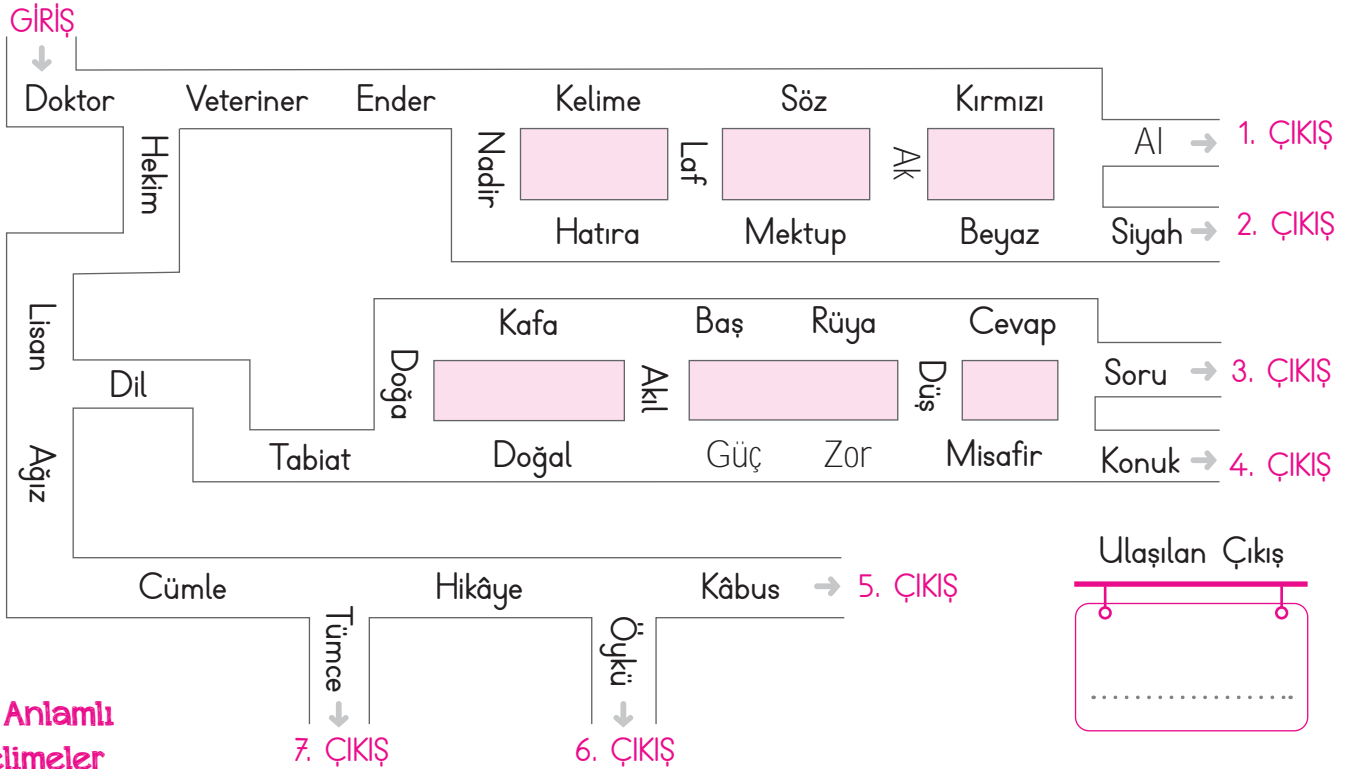 GİRİŞ
Doktor Veteriner Ender Kelime Söz Kırmızı
Hekim
Nadir
Laf
Ak
Al
1. ÇIKIŞ
Hatıra Mektup Beyaz Siyah
2. ÇIKIŞ
Lisan
Kafa Baş Rüya Cevap
Doğa
Akıl
Düş
Soru
3. ÇIKIŞ
Dil
Ağız
Tabiat Doğal Güç Zor Misafir Konuk
4. ÇIKIŞ
Ulaşılan Çıkış
Cümle Hikâye Kâbus
5. ÇIKIŞ
Tümce
Öykü
....................
Anlamlı
elimeler
7. ÇIKIŞ
6. ÇIKIŞ